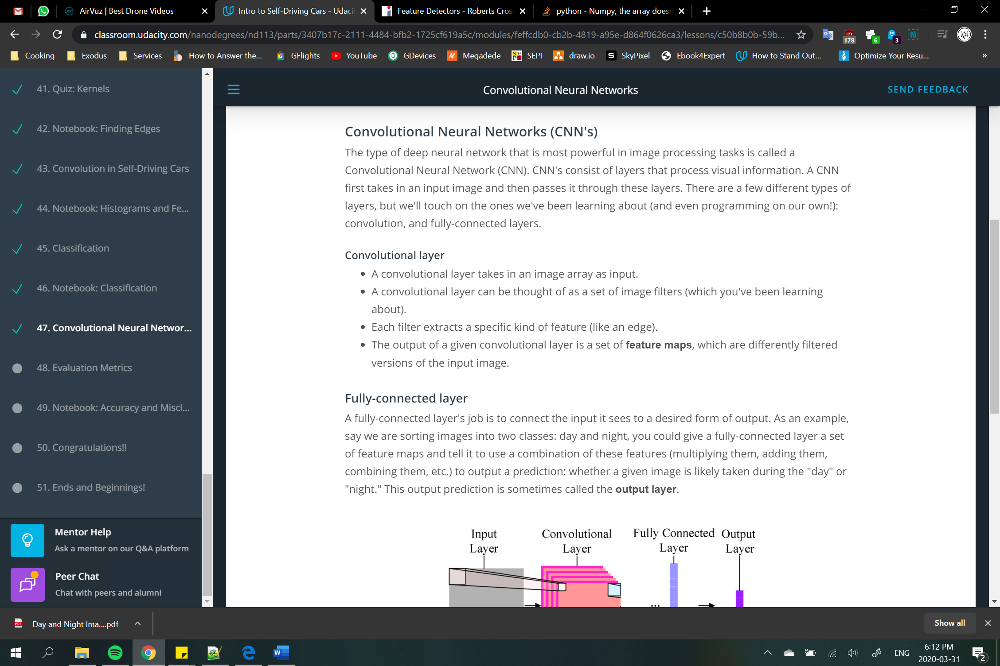 AirVūz | Best Drone Videos
Intro to Self-Driving Cars - Udaci
Feature Detectors - Roberts Cros
python - Numpy, the array doesn
classroom.udacity.com/nanodegrees/nd113/parts/3407b17c-2111-4484-bfb2-1725cf619a5c/modules/feffcdb0-cb2b-4819-a95e-d864f0626ca3/lessons/c50b8b0b-59b...
178
6
3
Cooking
Exodus
Services
How to Answer the...
GFlights
YouTube
GDevices
Megadede
SEPI
draw.io
SkyPixel
Ebook4Expert
How to Stand Out...
Optimize Your Resu...
»
41. Quiz: Kernels
42. Notebook: Finding Edges
43. Convolution in Self-Driving Cars
44. Notebook: Histograms and Fe...
45. Classification
46. Notebook: Classification
47. Convolutional Neural Networ...
48. Evaluation Metrics
49. Notebook: Accuracy and Miscl...
50. Congratulations!!
51. Ends and Beginnings!
Mentor Help
Ask a mentor on our Q&A platform
Peer Chat
Chat with peers and alumni
Convolutional Neural Networks
SEND FEEDBACK
Convolutional Neural Networks (CNN's)
The type of deep neural network that is most powerful in image processing tasks is called a
Convolutional Neural Network (CNN). CNN's consist of layers that process visual information. A CNN
first takes in an input image and then passes it through these layers. There are a few different types of
layers, but we'll touch on the ones we've been learning about (and even programming on our own!):
convolution, and fully-connected layers.
Convolutional layer
• A convolutional layer takes in an image array as input.
• A convolutional layer can be thought of as a set of image filters (which you've been learning
about).
• Each filter extracts a specific kind of feature (like an edge).
• The output of a given convolutional layer is a set of feature maps, which are differently filtered
versions of the input image.
Fully-connected layer
A fully-connected layer's job is to connect the input it sees to a desired form of output. As an example,
say we are sorting images into two classes: day and night, you could give a fully-connected layer a set
of feature maps and tell it to use a combination of these features (multiplying them, adding them,
combining them, etc.) to output a prediction: whether a given image is likely taken during the "day" or
"night." This output prediction is sometimes called the output layer.
Input
Layer
Convolutional
Layer
Fully Connected
Layer
Output
Layer
...
Day and Night Ima....pdf
Show all
ENG
6:12 PM
2020-03-31
2